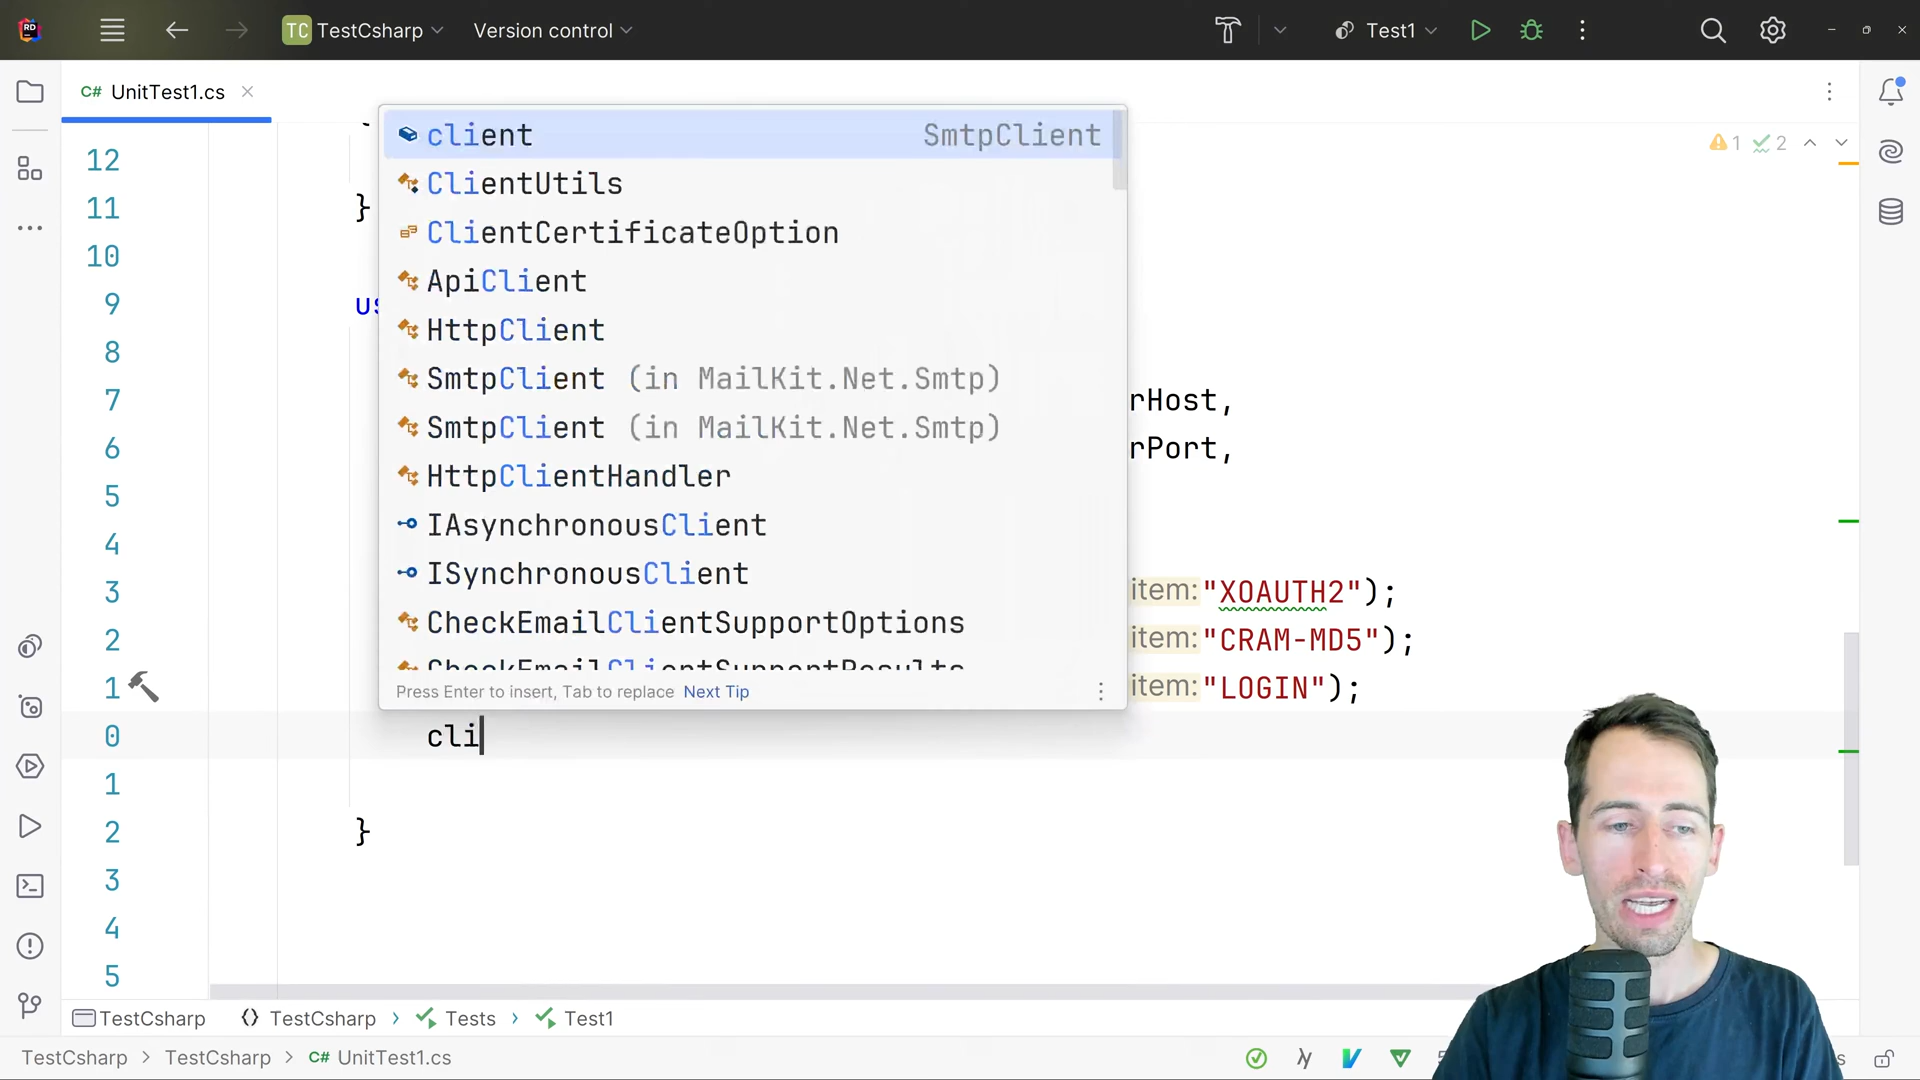 RD
TC TestCsharp
Version control
Test1
C# UnitTest1.cs
1 2
{
12
11 }
10
9
8
7 rHost,
6 rPort,
5
4
3 item: "XOAUTH2");
2 item: "CRAM-MD5");
1 item: "LOGIN");
0 cli
1
2 }
3
4
5
client SmtpClient
ClientUtils
ClientCertificateOption
ApiClient
HttpClient
SmtpClient (in MailKit.Net.Smtp)
SmtpClient (in MailKit.Net.Smtp)
HttpClientHandler
IAsynchronousClient
ISynchronousClient
CheckEmailClientSupportOptions
CheckEmailClientSupportResults
Press Enter to insert, Tab to replace Next Tip
TestCsharp TestCsharp > Tests > Test1
TestCsharp > TestCsharp > C# UnitTest1.cs